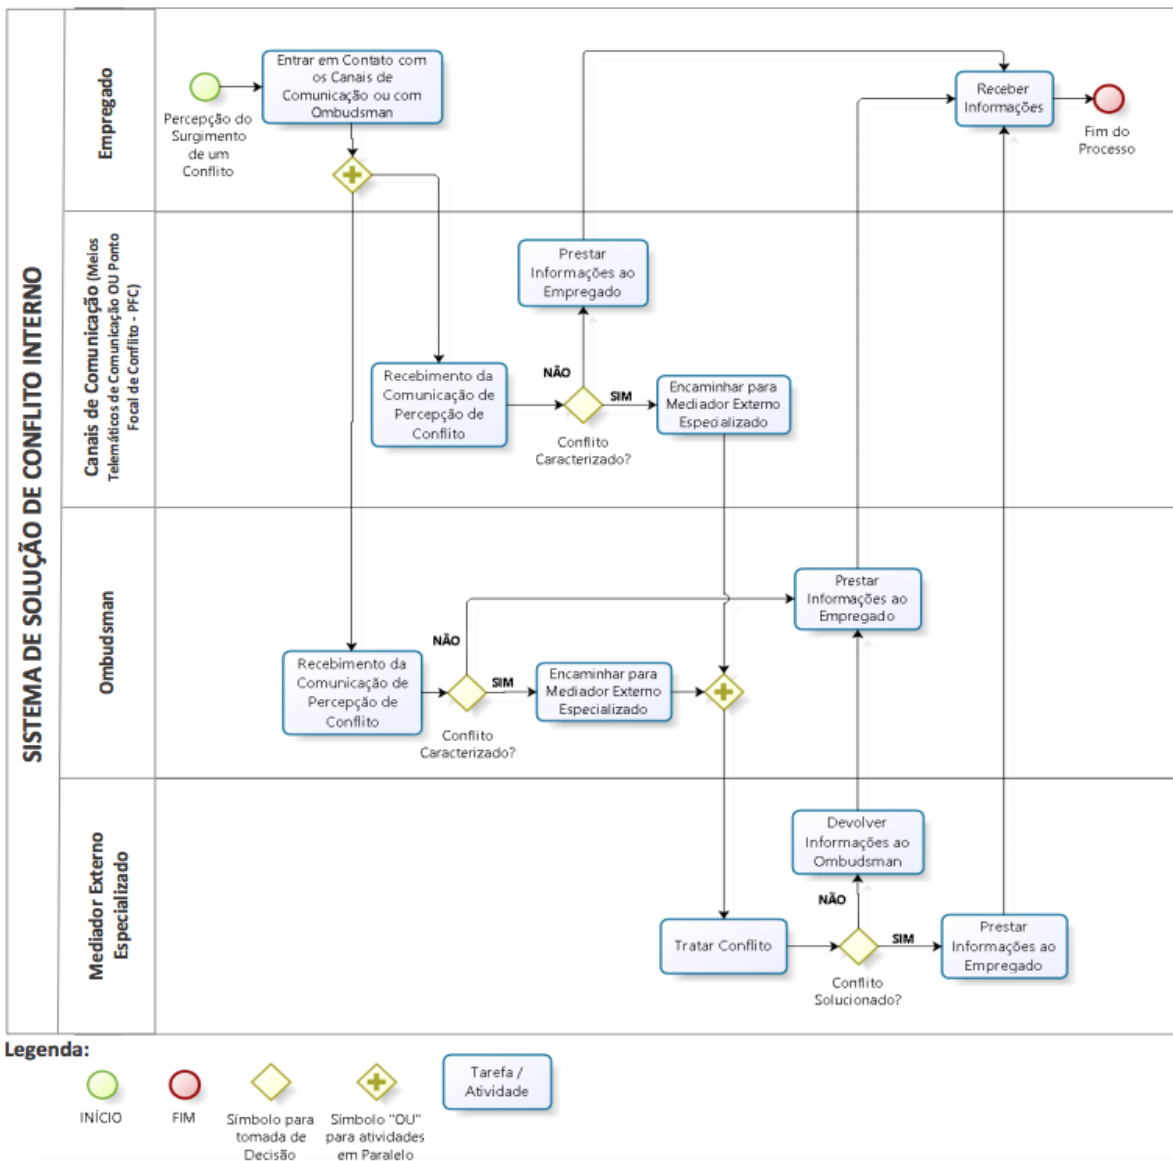 SISTEMA DE SOLUÇÃO DE CONFLITO INTERNO
Empregado
Percepção do
Surgimento
de um
Conflito
Entrar em Contato com
os Canais de
Comunicação ou com
Ombudsman
Receber
Informações
Fim do
Processo
Canais de Comunicação (Meios
Telemáticos de Comunicação OU Ponto
Focal de Conflito - PFC)
Recebimento da
Comunicação de
Percepção de
Conflito
Conflito
Caracterizado?
NÃO
Prestar
Informações ao
Empregado
SIM
Encaminhar para
Mediador Externo
Especializado
Ombudsman
Recebimento da
Comunicação de
Percepção de
Conflito
Conflito
Caracterizado?
NÃO
Prestar
Informações ao
Empregado
SIM
Encaminhar para
Mediador Externo
Especializado
Mediador Externo
Especializado
Tratar Conflito
Conflito
Solucionado?
NÃO
Devolver
Informações ao
Ombudsman
SIM
Prestar
Informações ao
Empregado
Legenda:
INÍCIO
FIM
Símbolo para
tomada de
Decisão
Simbolo "OU"
para atividades
em Paralelo
Tarefa /
Atividade